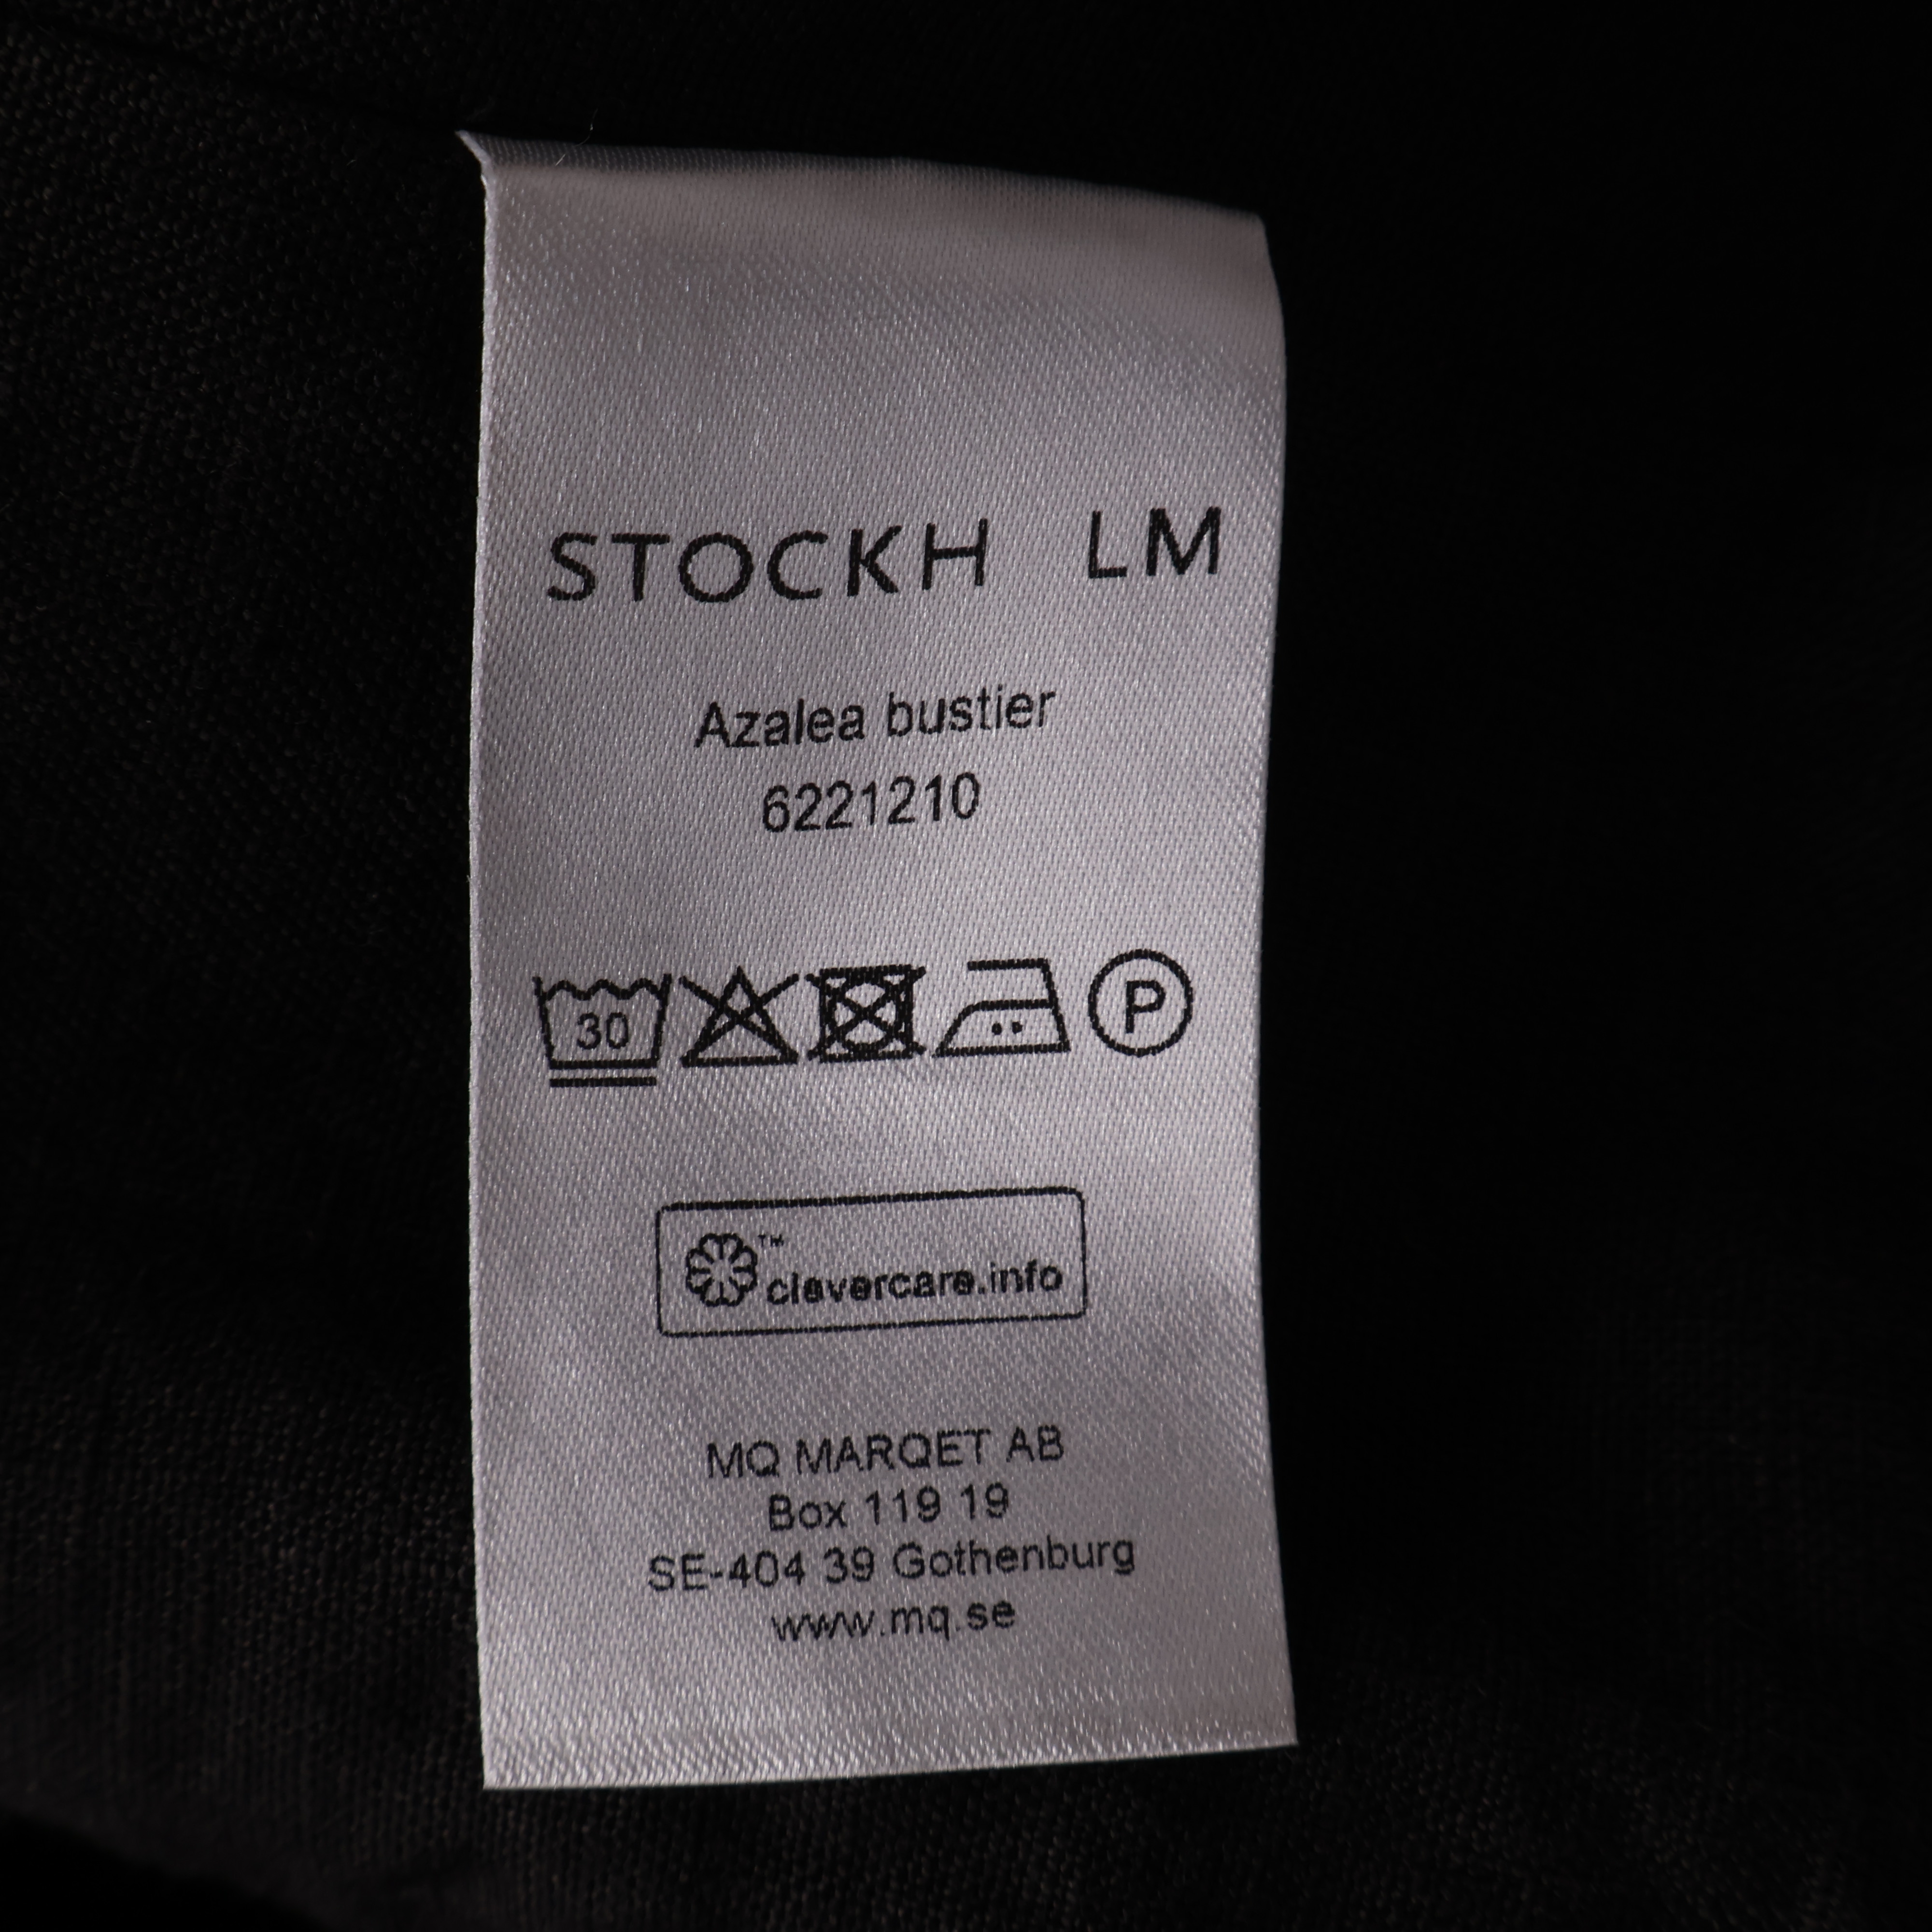 STOCKH LM
Azalea bustier
6221210
30 P
™
clevercare.info
MQ MARQET AB
Box 119 19
SE-404 39 Gothenburg
www.mq.se